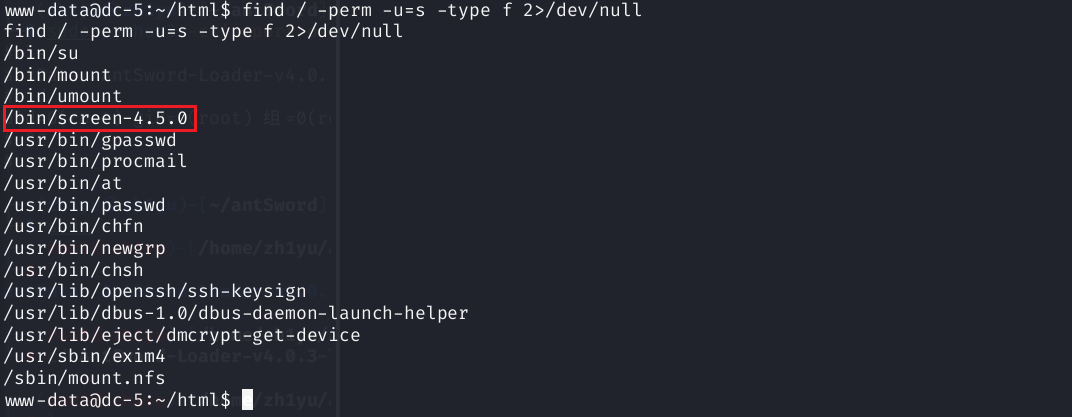 www-data@dc-5:~/html$ find / -perm -u=s -type f 2>/dev/null
find / -perm -u=s -type f 2>/dev/null
/bin/su
/bin/mount
/bin/umount
/bin/screen-4.5.0
/usr/bin/gpasswd
/usr/bin/procmail
/usr/bin/at
/usr/bin/passwd
/usr/bin/chfn
/usr/bin/newgrp
/usr/bin/chsh
/usr/lib/openssh/ssh-keysign
/usr/lib/dbus-1.0/dbus-daemon-launch-helper
/usr/lib/eject/dmcrypt-get-device
/usr/sbin/exim4
/sbin/mount.nfs
www-data@dc-5:~/html$